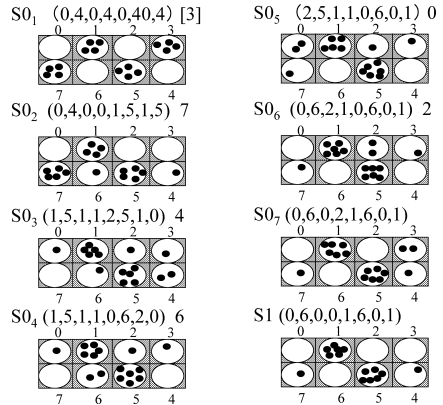 S0₁ (0,4,0,4,0,40,4) [3]
0 1 2 3
7 6 5 4
S0₂ (0,4,0,0,1,5,1,5) 7
0 1 2 3
7 6 5 4
S0₃ (1,5,1,1,2,5,1,0) 4
0 1 2 3
7 6 5 4
S0₄ (1,5,1,1,0,6,2,0) 6
0 1 2 3
7 6 5 4
S0₅ (2,5,1,1,0,6,0,1) 0
0 1 2 3
7 6 5 4
S0₆ (0,6,2,1,0,6,0,1) 2
0 1 2 3
7 6 5 4
S0₇ (0,6,0,2,1,6,0,1)
0 1 2 3
7 6 5 4
S1 (0,6,0,0,1,6,0,1)
0 1 2 3
7 6 5 4